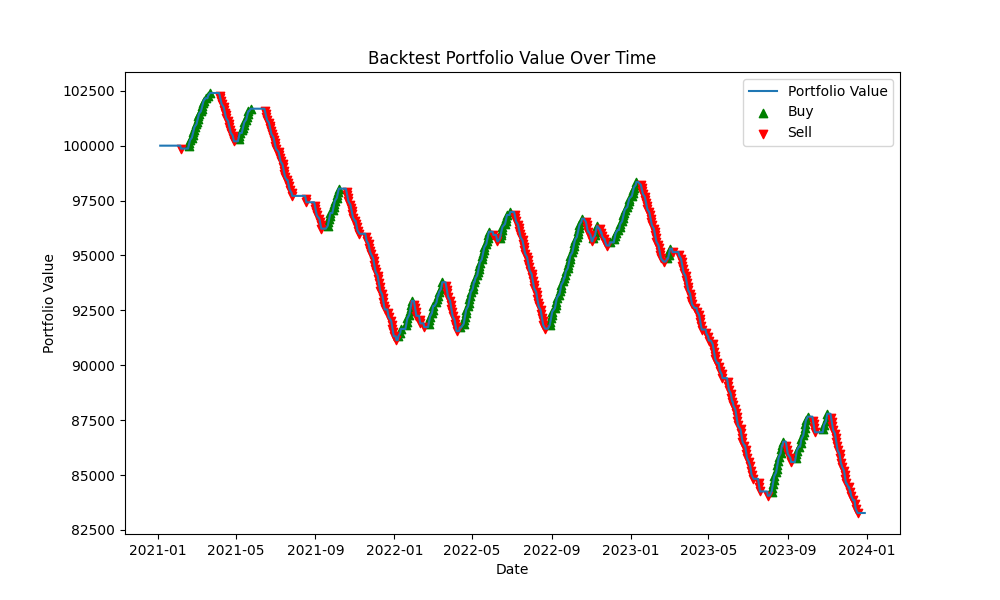 Backtest Portfolio Value Over Time
Portfolio Value
Buy
Sell
Portfolio Value
102500
100000
97500
95000
92500
90000
87500
85000
82500
2021-01 2021-05 2021-09 2022-01 2022-05 2022-09 2023-01 2023-05 2023-09 2024-01
Date